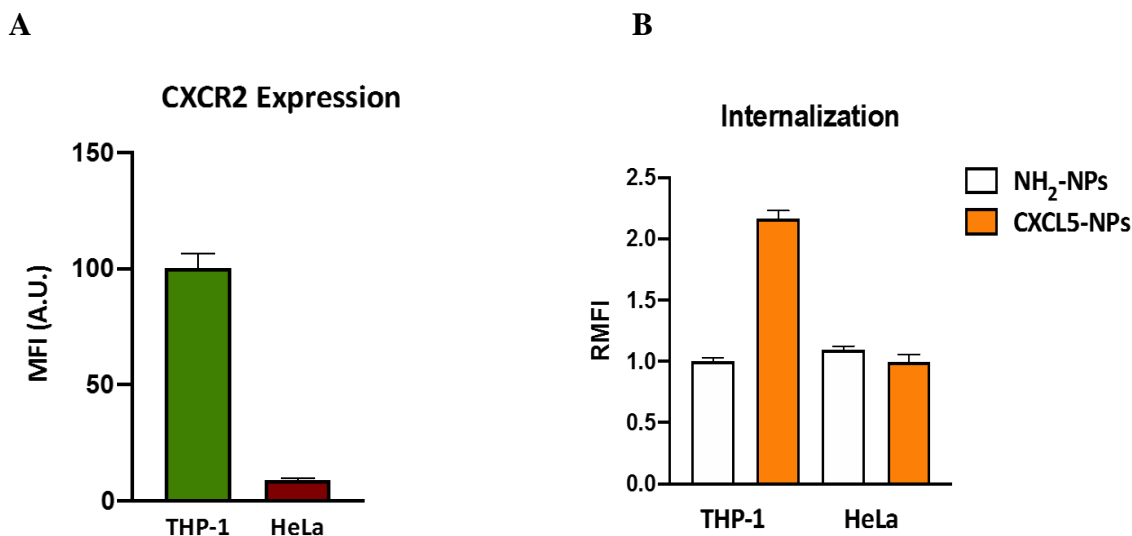 A
B
CXCR2 Expression
MFI (A.U.)
150
100
50
0
THP-1 HeLa
Internalization
RMFI
2.5
2.0
1.5
1.0
0.5
0.0
THP-1 HeLa
NH₂-NPs
CXCL5-NPs